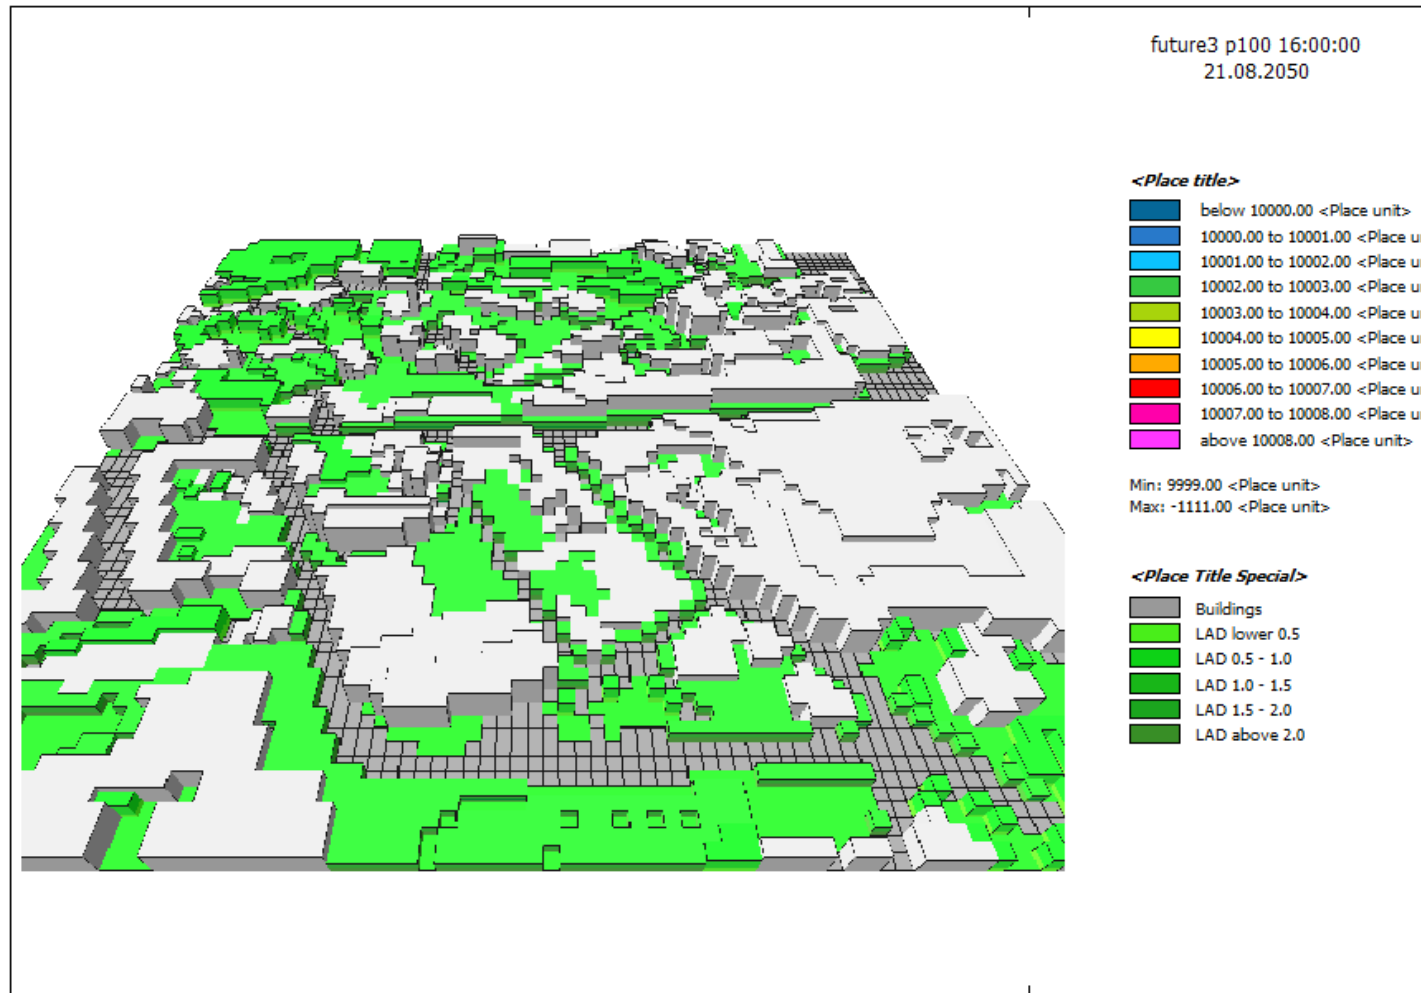 future3 p100 16:00:00
21.08.2050
<Place title>
below 10000.00 <Place unit>
10000.00 to 10001.00 <Place
10001.00 to 10002.00 <Place
10002.00 to 10003.00 <Place
10003.00 to 10004.00 <Place
10004.00 to 10005.00 <Place
10005.00 to 10006.00 <Place
10006.00 to 10007.00 <Place
10007.00 to 10008.00 <Place
above 10008.00 <Place unit>
Min: 9999.00 <Place unit>
Max: -1111.00 <Place unit>
<Place Title Special>
Buildings
LAD lower 0.5
LAD 0.5 - 1.0
LAD 1.0 - 1.5
LAD 1.5 - 2.0
LAD above 2.0